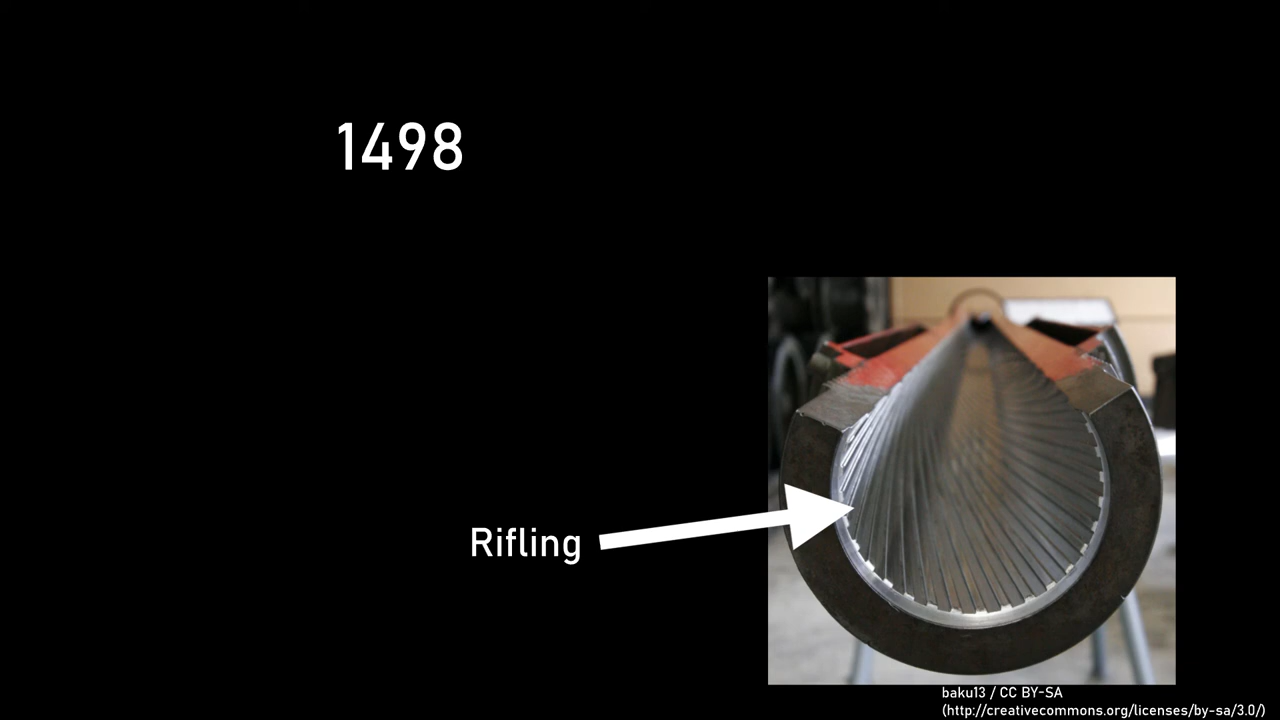 1498
Rifling
baku13 / CC BY-SA
(http://creativecommons.org/licenses/by-sa/3.0/)